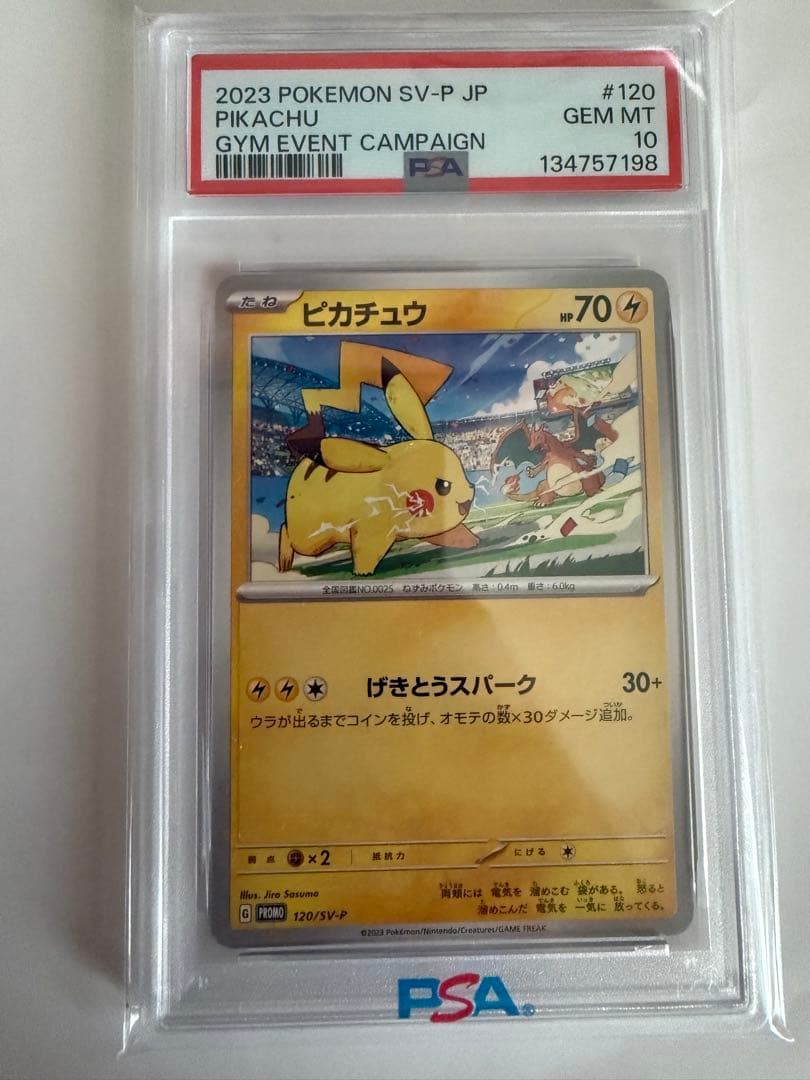 2023 POKEMON SV-P JP #120
PIKACHU GEM MT
GYM EVENT CAMPAIGN 10
PSA 134757198
たね ピカチュウ HP70
全国図鑑NO.0025 ねずみポケモン 高さ:0.4m 重さ:6.0kg
げきとうスパーク 30+
ウラが出るまでコインを投げ、オモテの数×30ダメージ追加。
弱点 ×2 抵抗力 にげる
Illus. Jiro Sasumo
両頬には 電気を 溜めこむ 袋がある。 怒ると
溜めこんだ 電気を 一気に 放ってくる。
G PROMO 120/SV-P
©2023 Pokémon/Nintendo/Creatures/GAME FREAK
PSA®